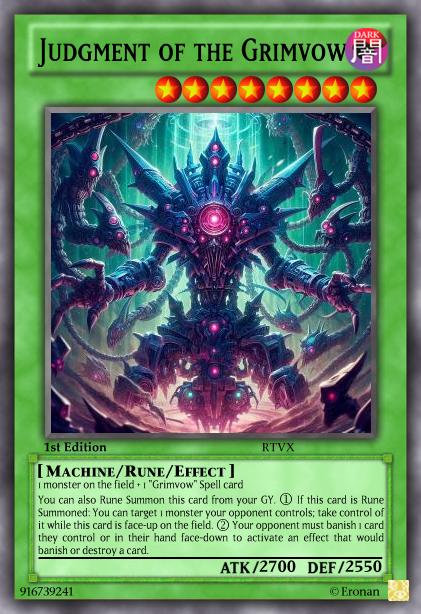 JUDGMENT OF THE GRIMVOW
DARK
闇
1st Edition RTVX
[ MACHINE/RUNE/EFFECT ]
1 monster on the field + 1 "Grimvow" Spell card
You can also Rune Summon this card from your GY. ① If this card is Rune
Summoned: You can target 1 monster your opponent controls; take control of
it while this card is face-up on the field. ② Your opponent must banish 1 card
they control or in their hand face-down to activate an effect that would
banish or destroy a card.
ATK/2700 DEF/2550
916739241 © Eronan